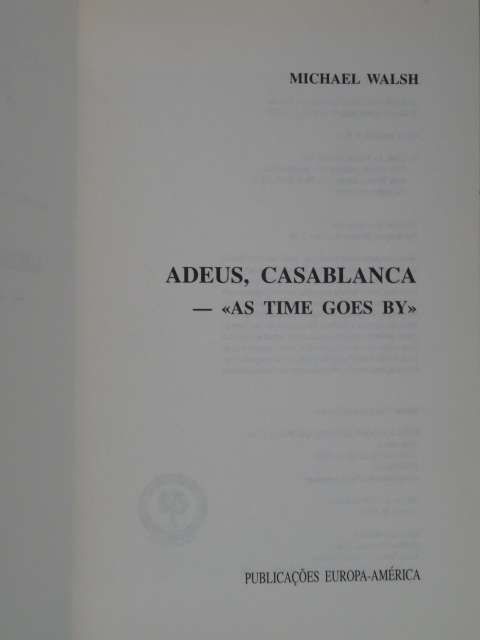 MICHAEL WALSH
ADEUS, CASABLANCA
— «AS TIME GOES BY»
PUBLICAÇÕES EUROPA-AMÉRICA